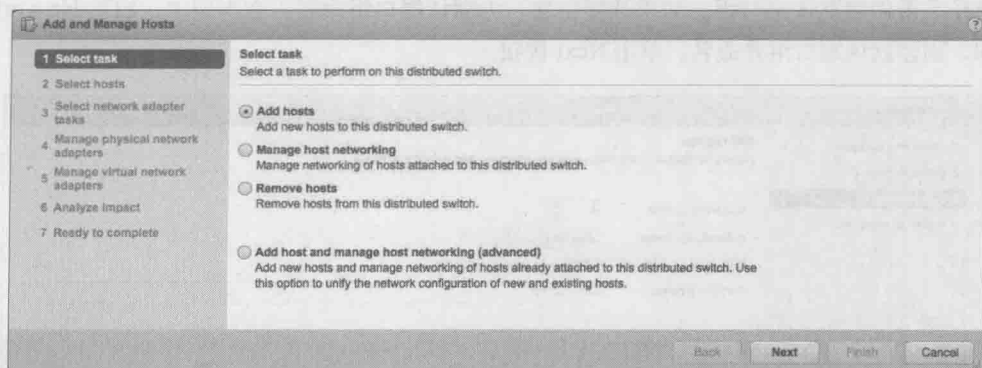 Add and Manage Hosts
1 Select task
2 Select hosts
3 Select network adapter
tasks
4 Manage physical network
adapters
5 Manage virtual network
adapters
6 Analyze impact
7 Ready to complete
Select task
Select a task to perform on this distributed switch.
Add hosts
Add new hosts to this distributed switch.
Manage host networking
Manage networking of hosts attached to this distributed switch.
Remove hosts
Remove hosts from this distributed switch.
Add host and manage host networking (advanced)
Add new hosts and manage networking of hosts already attached to this distributed switch. Use
this option to unify the network configuration of new and existing hosts.
Back
Next
Finish
Cancel